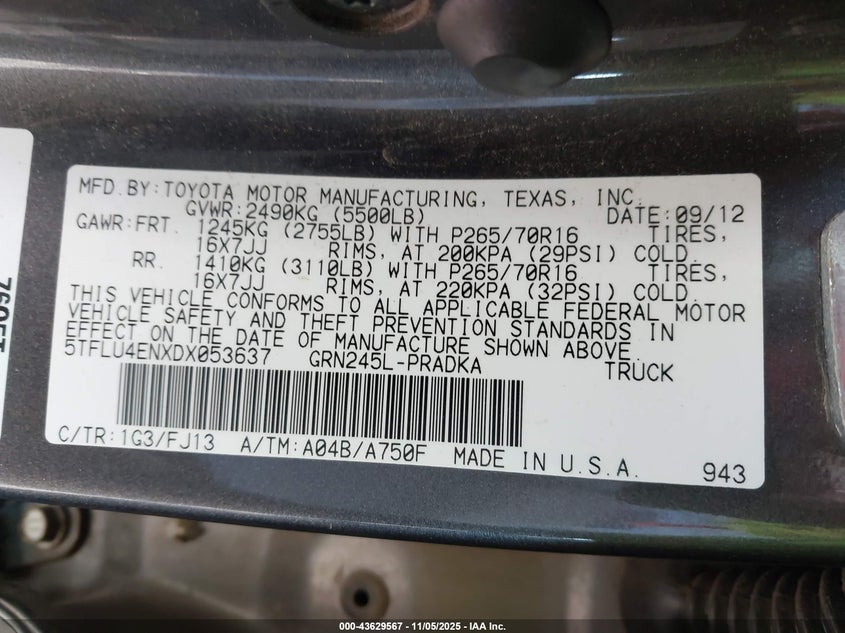 MFD.BY:TOYOTA MOTOR MANUFACTURING, TEXAS, INC.
GVWR:2490KG (5500LB) DATE:09/12
GAWR:FRT. 1245KG (2755LB) WITH P265/70R16 TIRES,
16X7JJ RIMS, AT 200KPA (29PSI) COLD.
RR. 1410KG (3110LB) WITH P265/70R16 TIRES,
16X7JJ RIMS, AT 220KPA (32PSI) COLD.
THIS VEHICLE CONFORMS TO ALL APPLICABLE FEDERAL MOTOR
VEHICLE SAFETY AND THEFT PREVENTION STANDARDS IN
EFFECT ON THE DATE OF MANUFACTURE SHOWN ABOVE.
5TFLU4ENXDX053637 GRN245L-PRADKA TRUCK
C/TR:1G3/FJ13 A/TM:A04B/A750F MADE IN U.S.A. 943
000-43629567 - 11/05/2025 - IAA Inc.